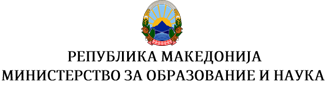 РЕПУБЛИКА МАКЕДОНИЈА
МИНИСТЕРСТВО ЗА ОБРАЗОВАНИЕ И НАУКА